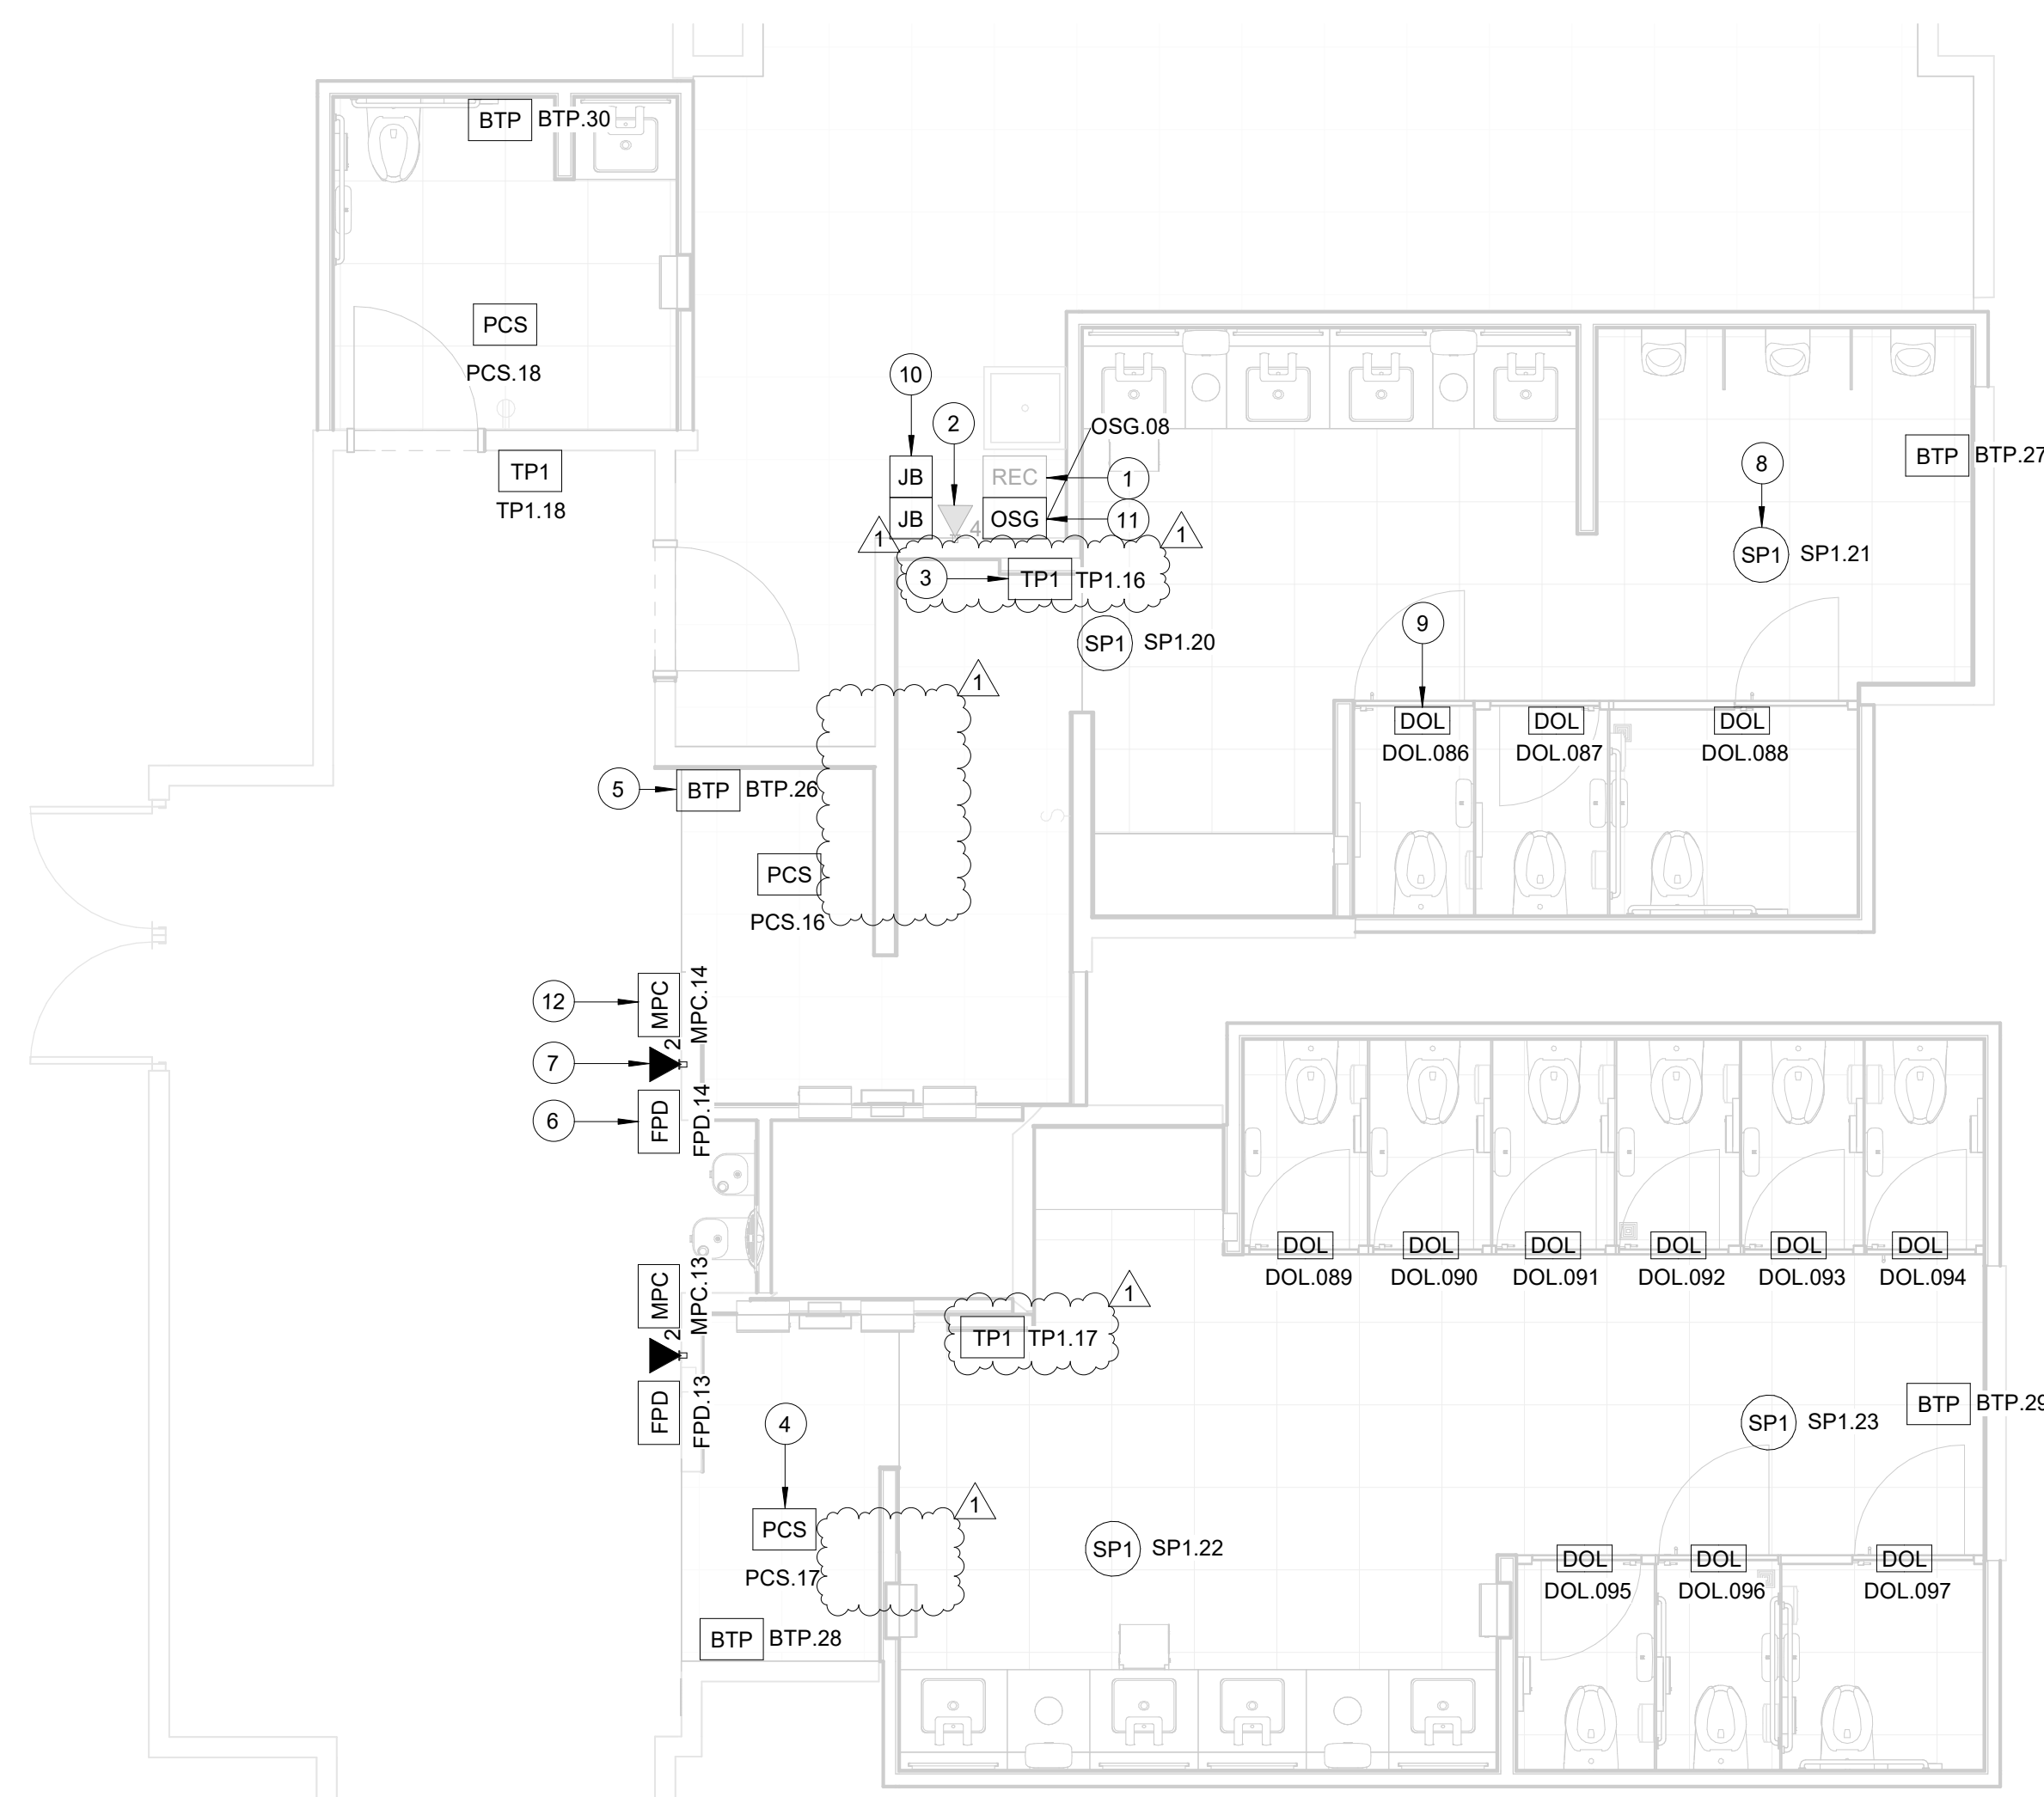 BTP BTP.30
PCS
PCS.18
TP1
TP1.18
10
2
OSG.08
JB
REC
1
JB
4
OSG
11
1
1
3
TP1 TP1.16
SP1 SP1.20
BTP BTP.27
8
SP1 SP1.21
9
DOL
DOL.086
DOL
DOL.087
DOL
DOL.088
1
5
BTP BTP.26
PCS
PCS.16
S
12
MPC
MPC.14
7
2
6
FPD
FPD.14
MPC
MPC.13
2
FPD
FPD.13
DOL
DOL.089
DOL
DOL.090
DOL
DOL.091
DOL
DOL.092
DOL
DOL.093
DOL
DOL.094
1
TP1 TP1.17
BTP BTP.29
SP1 SP1.23
4
1
PCS
PCS.17
SP1 SP1.22
BTP BTP.28
DOL
DOL.095
DOL
DOL.096
DOL
DOL.097